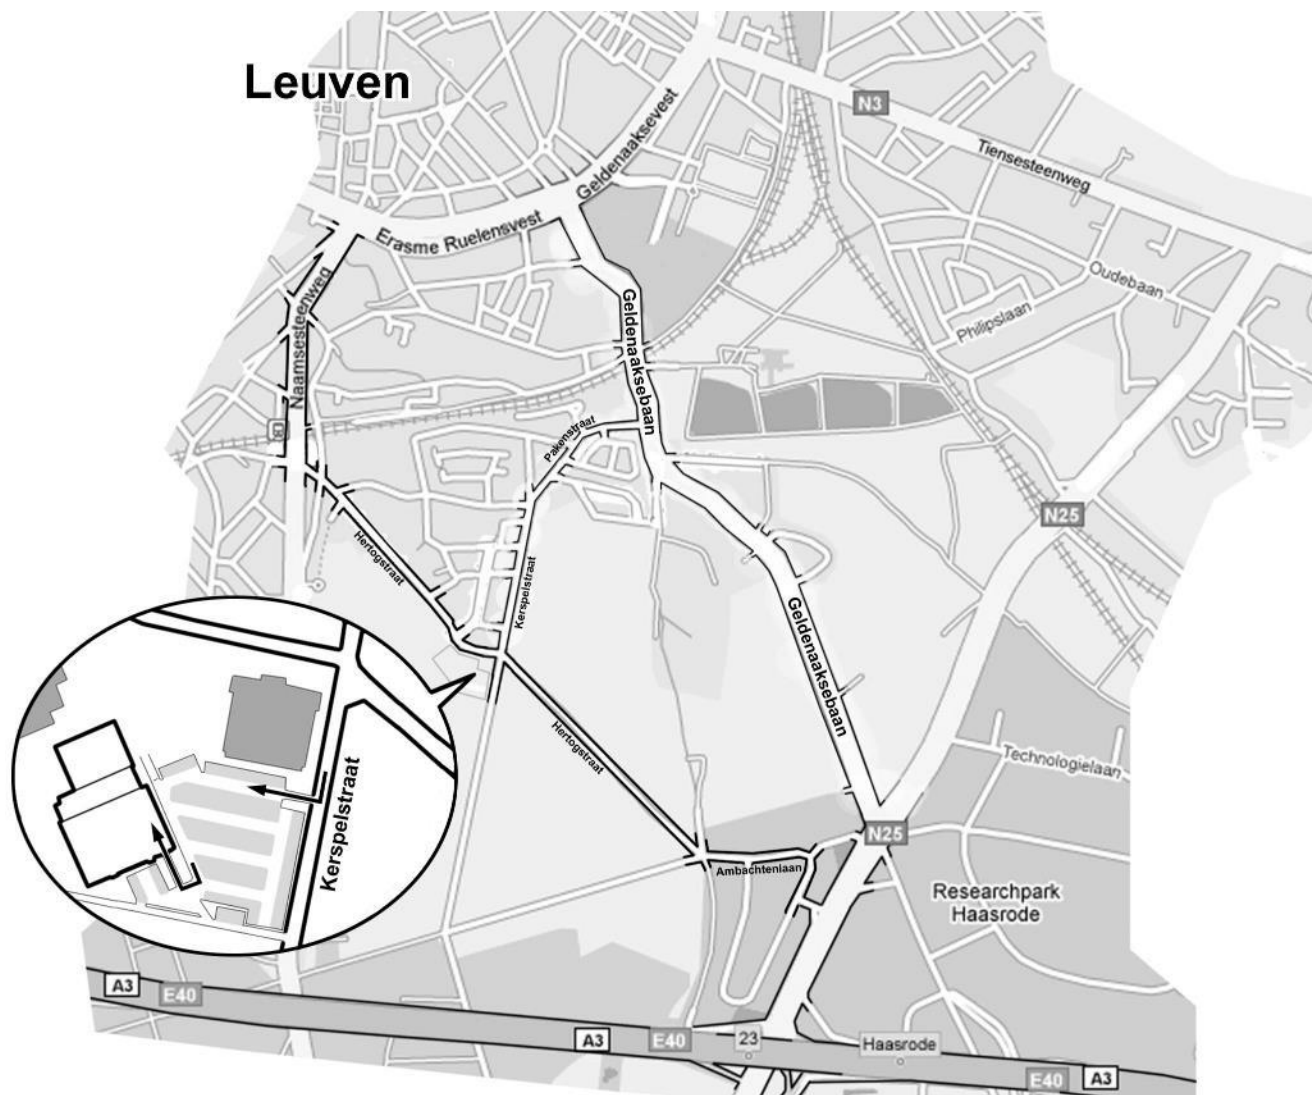 Leuven
N3
Geldenaaksevest
Tiensesteenweg
Erasme Ruelensvest
Oudebaan
Naamsesteenweg
Geldenaaksebaan
Philipslaan
Pakenstraat
N25
Hertogstraat
Kerspelstraat
Geldenaaksebaan
Hertogstraat
Technologielaan
Kerspelstraat
N25
Ambachtenlaan
Researchpark
Haasrode
A3
E40
A3
E40
23
Haasrode
E40
A3